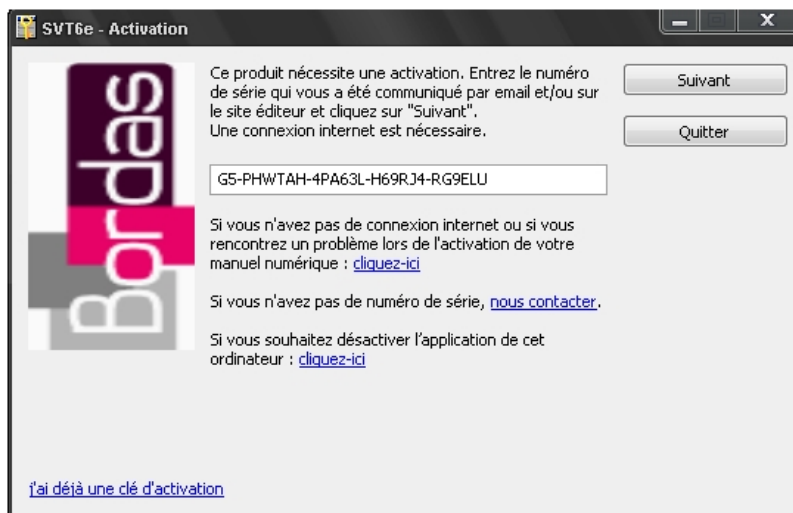 SVT6e - Activation
Bordas
Ce produit nécessite une activation. Entrez le numéro
de série qui vous a été communiqué par email et/ou sur
le site éditeur et cliquez sur "Suivant".
Une connexion internet est nécessaire.
Suivant
Quitter
G5-PHWTAH-4PA63L-H69RJ4-RG9ELU
Si vous n'avez pas de connexion internet ou si vous
rencontrez un problème lors de l'activation de votre
manuel numérique : cliquez-ici
Si vous n'avez pas de numéro de série, nous contacter.
Si vous souhaitez désactiver l'application de cet
ordinateur : cliquez-ici
j'ai déjà une clé d'activation